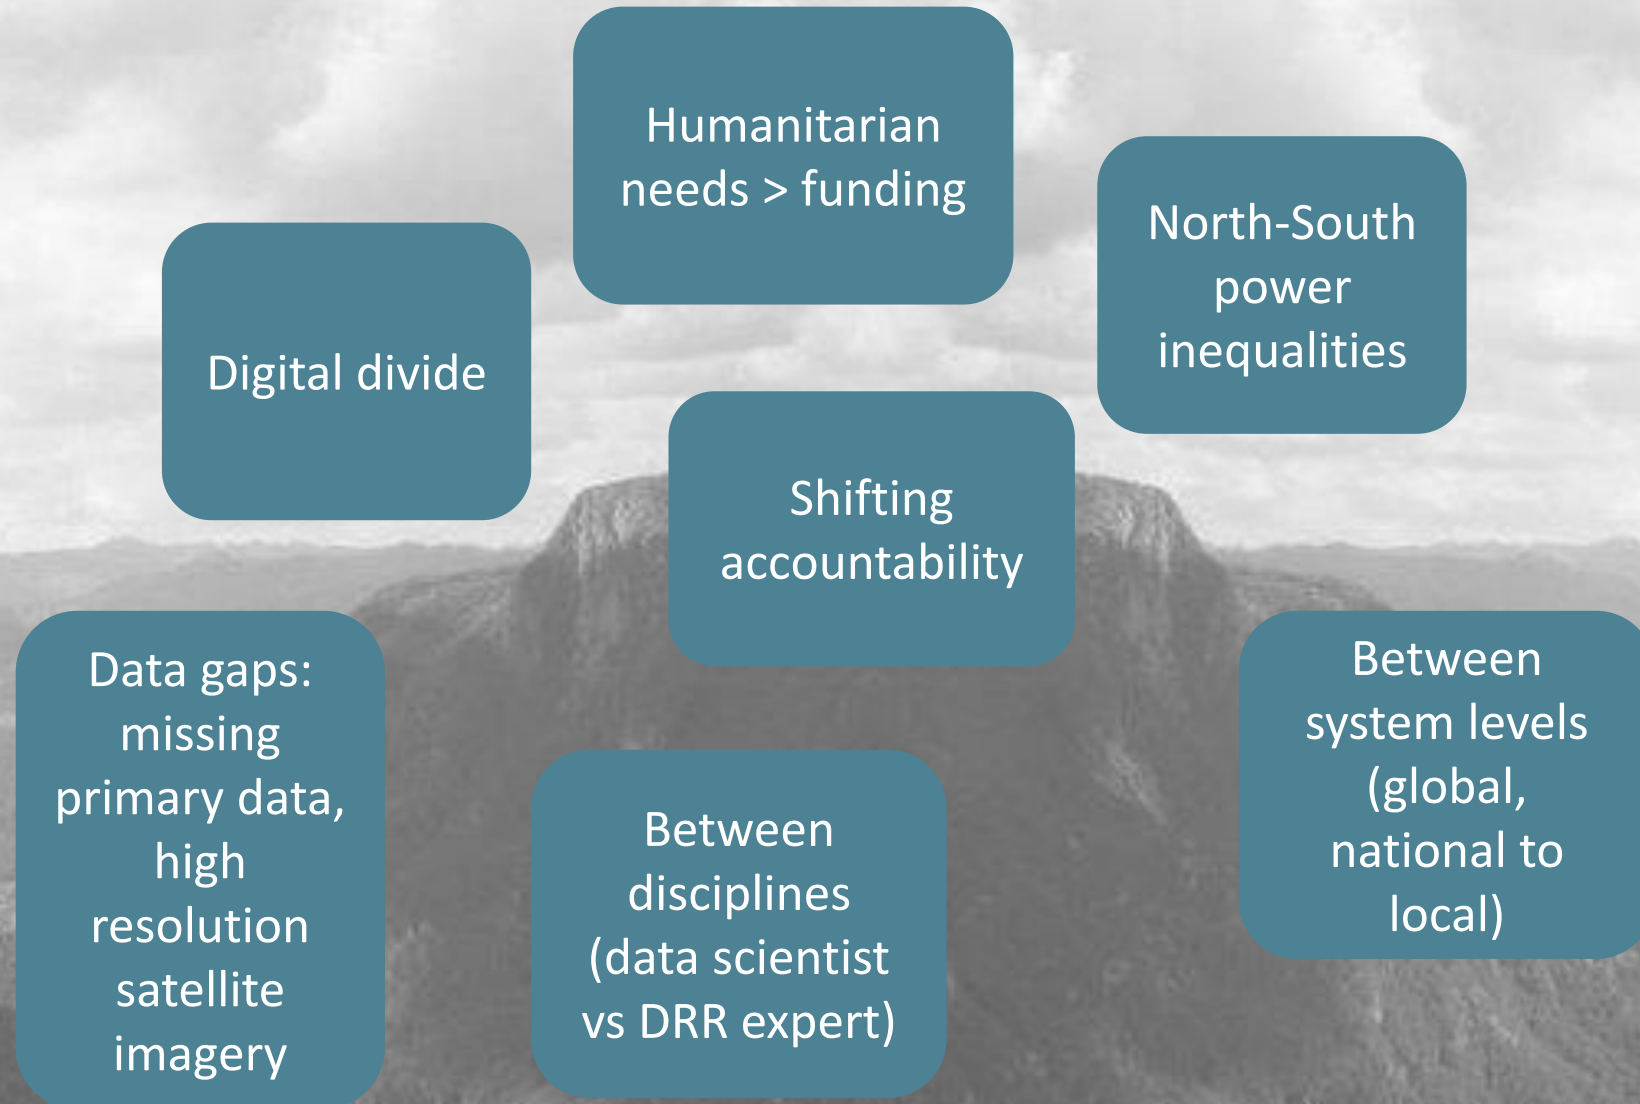 Humanitarian
needs > funding
North-South
power
inequalities
Digital divide
Shifting
accountability
Data gaps:
missing
primary data,
high
resolution
satellite
imagery
Between
disciplines
(data scientist
vs DRR expert)
Between
system levels
(global,
national to
local)